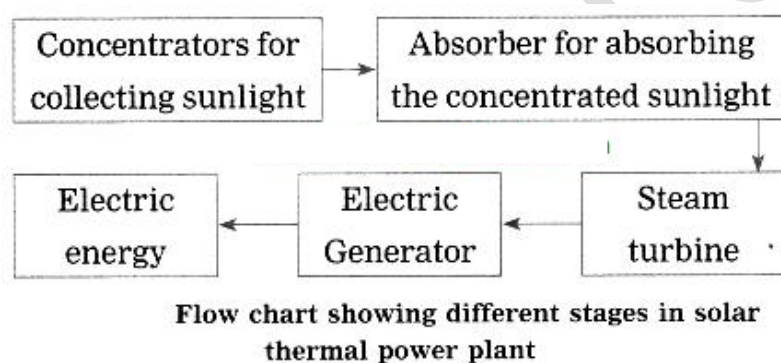 Concentrators for
collecting sunlight
Absorber for absorbing
the concentrated sunlight
Steam
turbine
Electric
Generator
Electric
energy
Flow chart showing different stages in solar
thermal power plant